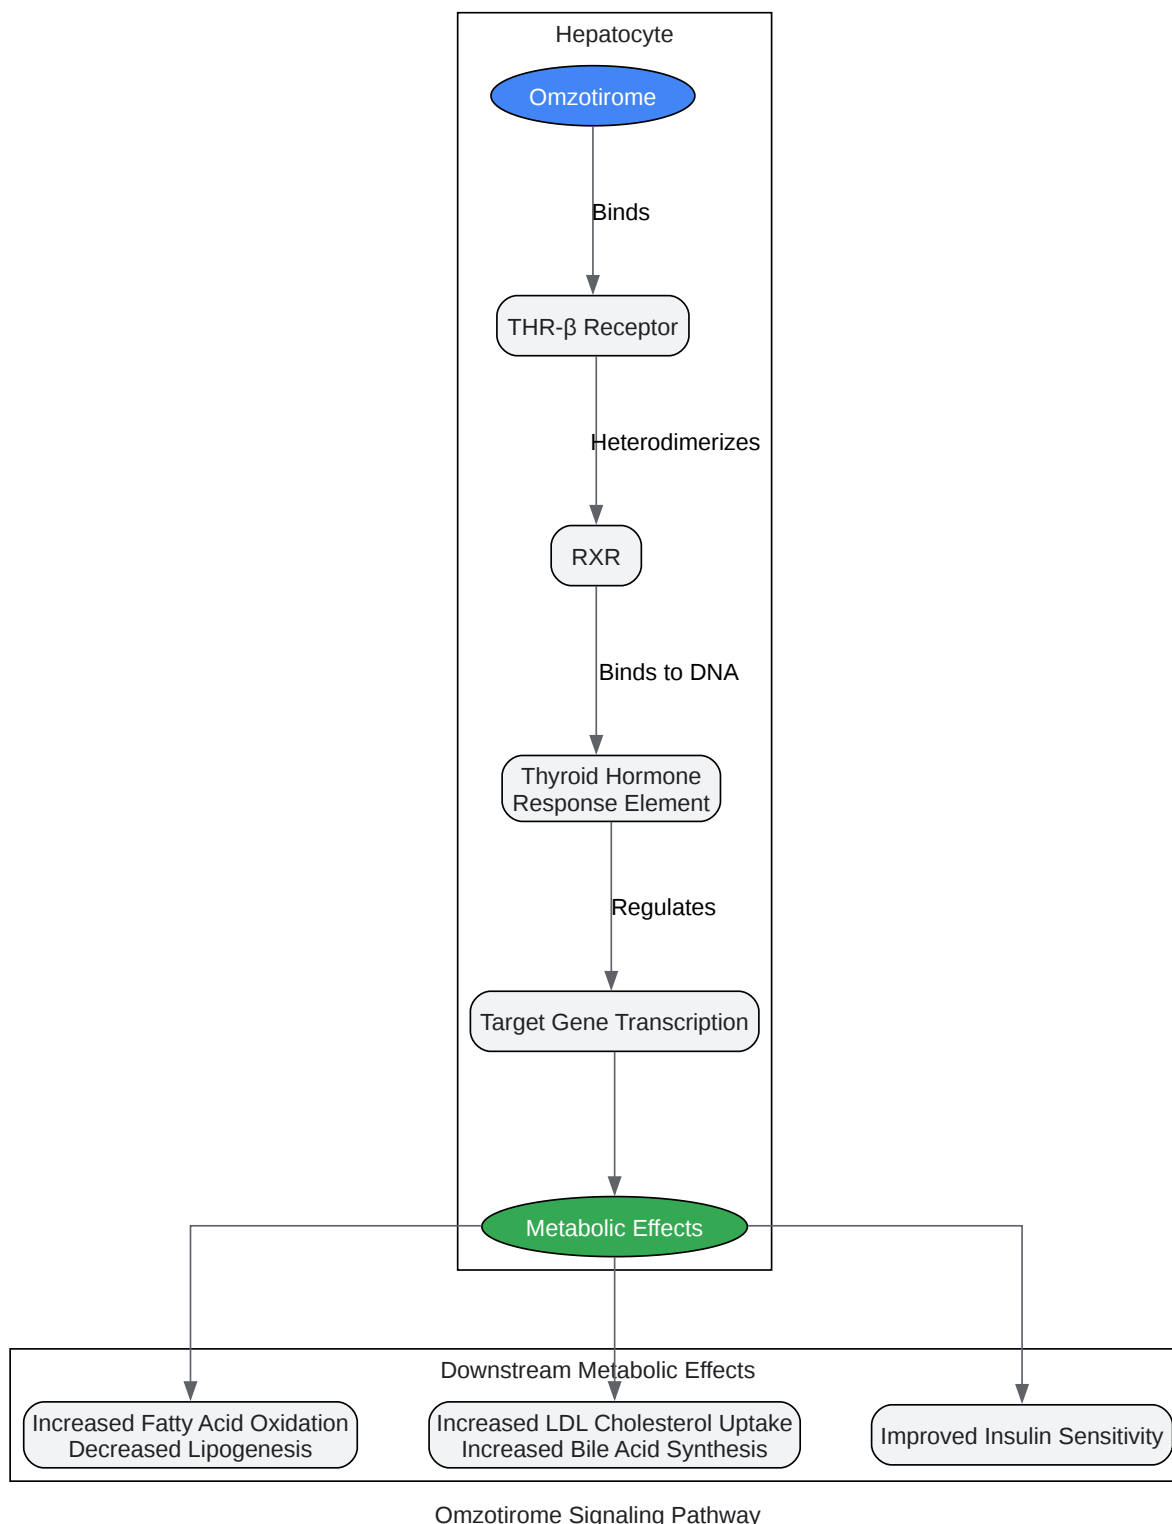 Hepatocyte
Omzotirome
Binds
THR-β Receptor
Heterodimerizes
RXR
Binds to DNA
Thyroid Hormone
Response Element
Regulates
Target Gene Transcription
Metabolic Effects
Downstream Metabolic Effects
Increased Fatty Acid Oxidation
Decreased Lipogenesis
Increased LDL Cholesterol Uptake
Increased Bile Acid Synthesis
Improved Insulin Sensitivity
Omzotirome Signaling Pathway